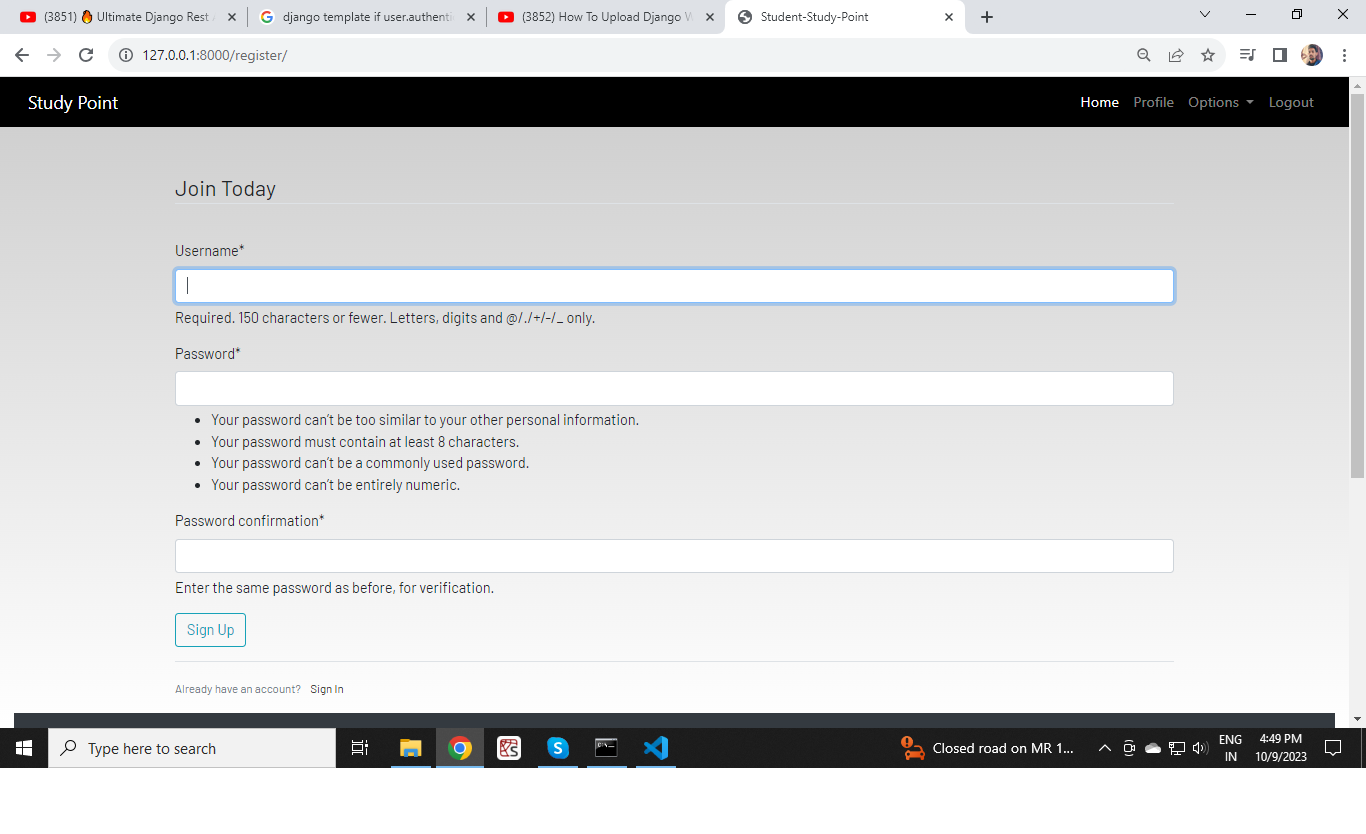 (3851) 🔥 Ultimate Django Rest
django template if user.authenti
(3852) How To Upload Django W
Student-Study-Point
127.0.0.1:8000/register/
Study Point
Home Profile Options Logout
Join Today
Username*
Required. 150 characters or fewer. Letters, digits and @/./+/-/_ only.
Password*
Your password can't be too similar to your other personal information.
Your password must contain at least 8 characters.
Your password can't be a commonly used password.
Your password can't be entirely numeric.
Password confirmation*
Enter the same password as before, for verification.
Sign Up
Already have an account? Sign In
Type here to search
Closed road on MR 1...
ENG
IN
4:49 PM
10/9/2023